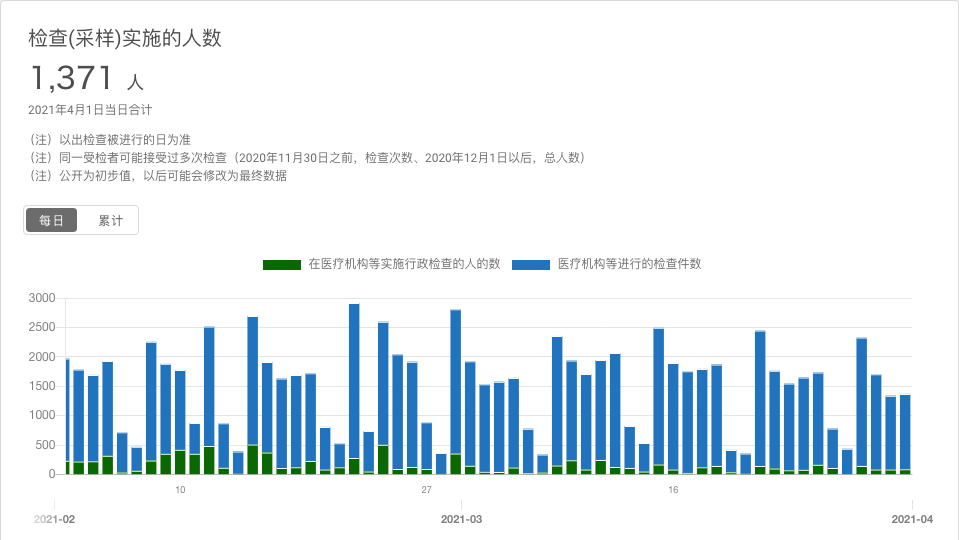 检查(采样)实施的人数
1,371 人
2021年4月1日当日合计
（注）以出检查被进行的日为准
（注）同一受检者可能接受过多次检查（2020年11月30日之前，检查次数、2020年12月1日以后，总人数）
（注）公开为初步值，以后可能会修改为最终数据
每日 累计
在医疗机构等实施行政检查的人的数 医疗机构等进行的检查件数
3000
2500
2000
1500
1000
500
0
10 27 16
2021-02 2021-03 2021-04